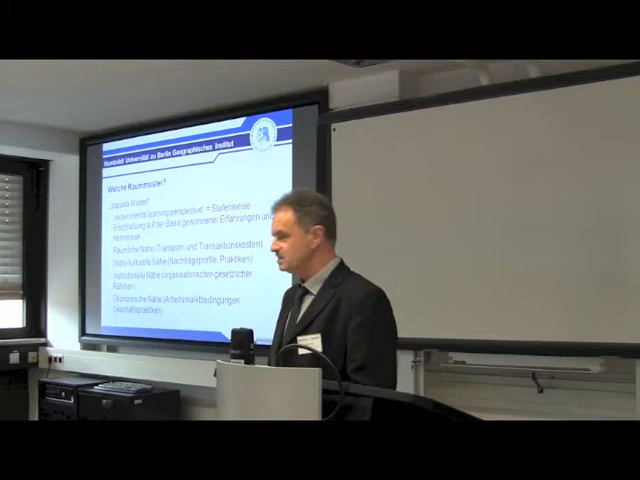 Humboldt Universität zu Berlin Geographisches Institut
Welche Raummuster?
„Uppsala-Modell"
„experimental learning perspective" = Stufenweise
Erschließung auf der Basis gewonnener Erfahrungen und
Kenntnisse
Räumliche Nähe (Transport- und Transaktionskosten)
Sozio-kulturelle Nähe (Nachfrageprofile, Praktiken)
Institutionelle Nähe (organisatorischer-gesetzlicher
Rahmen)
Ökonomische Nähe (Arbeitsmarktbedingungen,
Geschäftspraktiken)